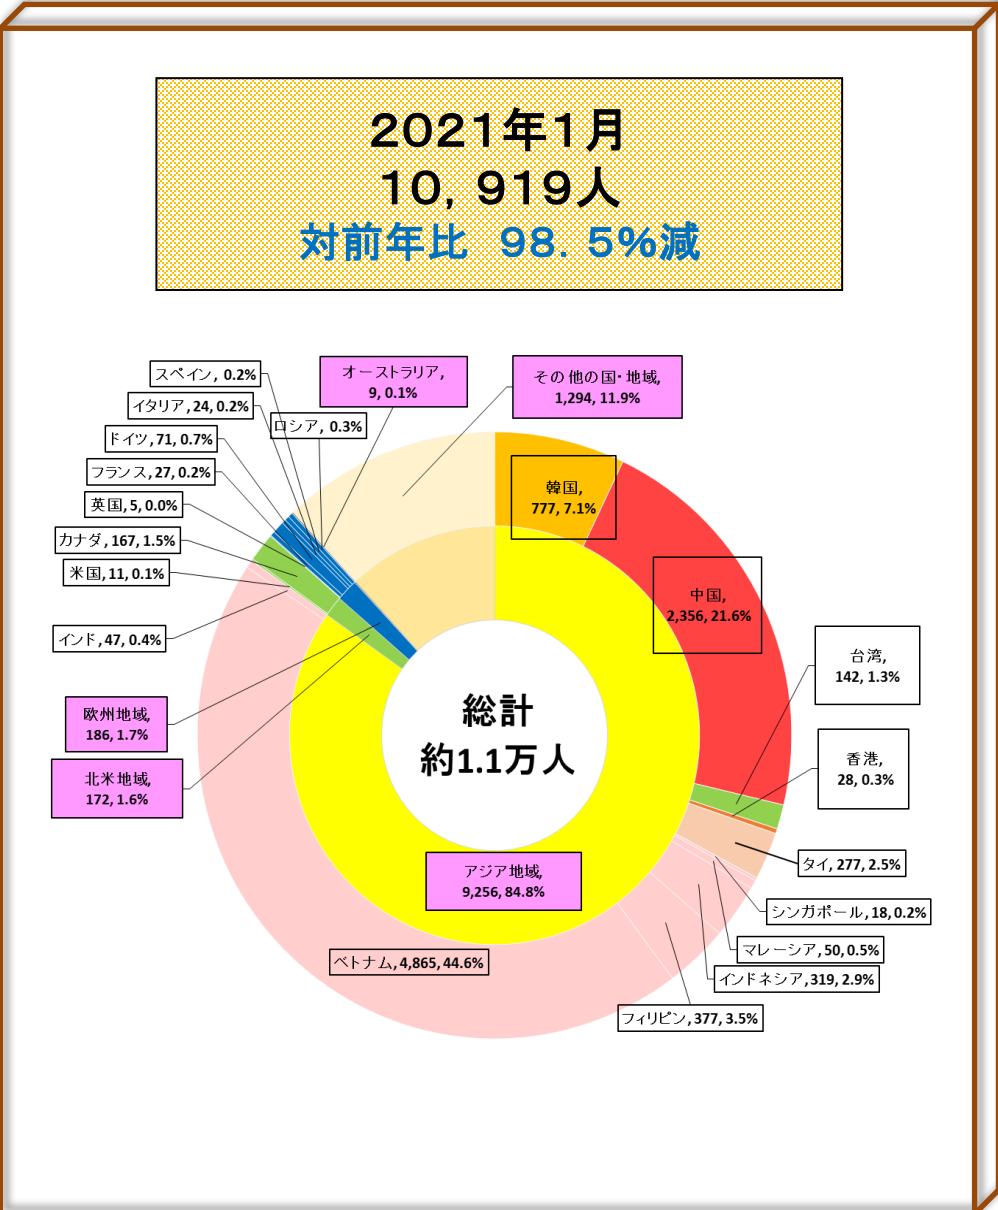 2021年1月
10, 919人
対前年比　98. 5%減
スペイン, 0.2%
オーストラリア,
9, 0.1%
その他の国・地域,
1,294, 11.9%
イタリア, 24, 0.2%
ロシア, 0.3%
ドイツ, 71, 0.7%
フランス, 27, 0.2%
英国, 5, 0.0%
カナダ, 167, 1.5%
米国, 11, 0.1%
インド, 47, 0.4%
欧州地域,
186, 1.7%
北米地域,
172, 1.6%
韓国,
777, 7.1%
中国,
2,356, 21.6%
台湾,
142, 1.3%
香港,
28, 0.3%
総計
約1.1万人
アジア地域,
9,256, 84.8%
タイ, 277, 2.5%
シンガポール, 18, 0.2%
マレーシア, 50, 0.5%
インドネシア, 319, 2.9%
フィリピン, 377, 3.5%
ベトナム, 4,865, 44.6%